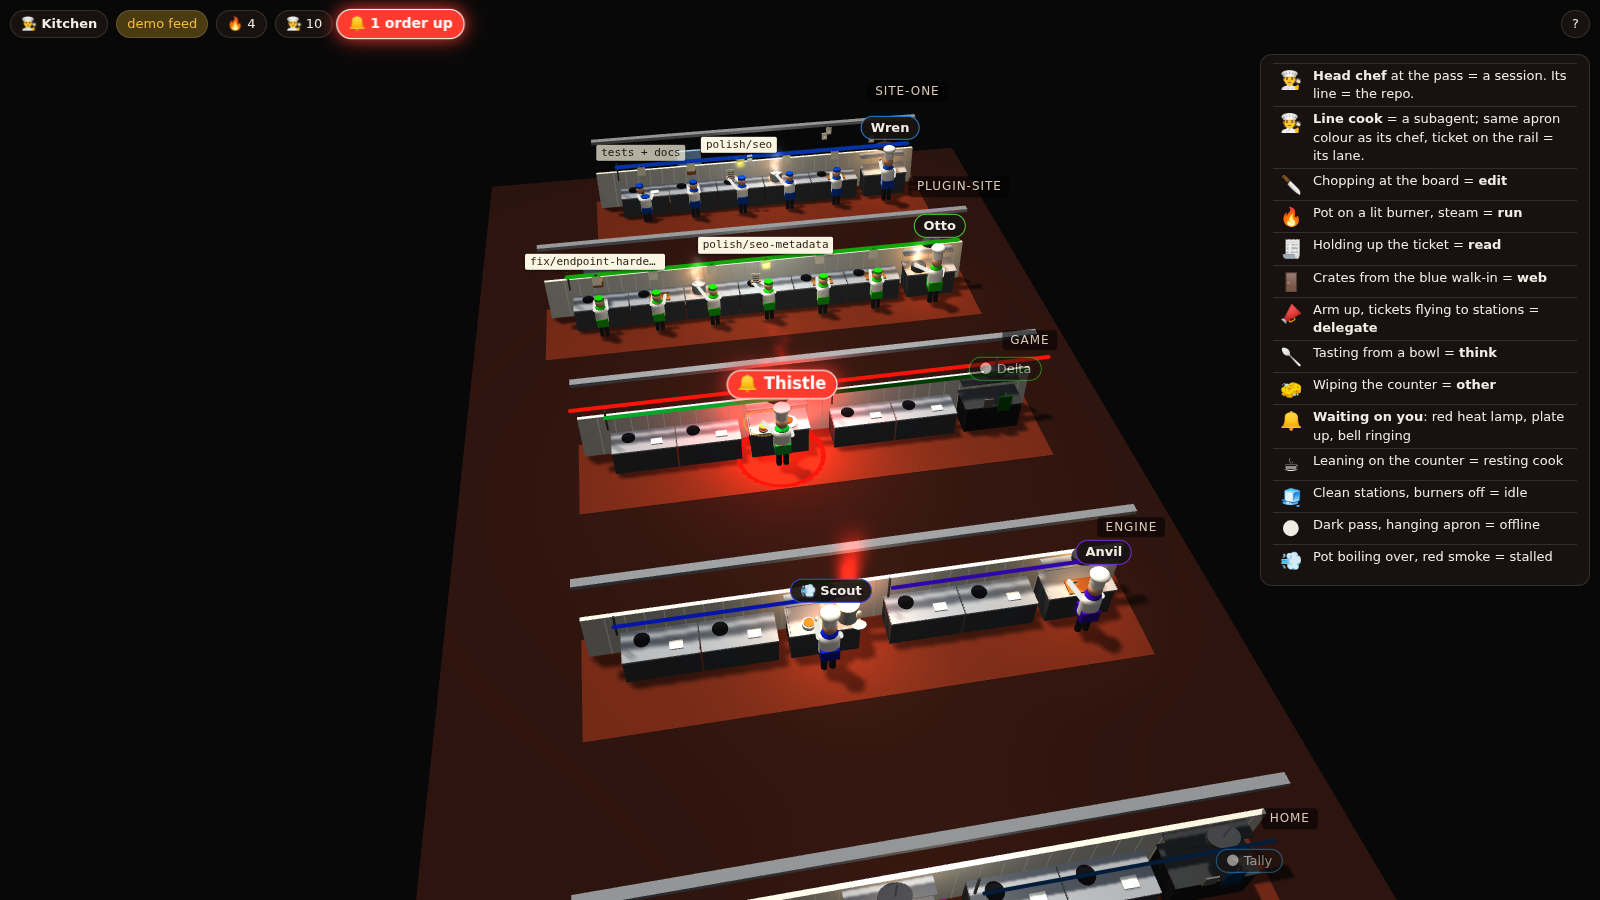 Kitchen
demo feed
4
10
1 order up
?
SITE-ONE
Wren
polish/seo
tests + docs
PLUGIN-SITE
Otto
polish/seo-metadata
fix/endpoint-harde…
GAME
Delta
Thistle
ENGINE
Anvil
Scout
HOME
Tally
Head chef at the pass = a session. Its
line = the repo.
Line cook = a subagent; same apron
colour as its chef, ticket on the rail =
its lane.
Chopping at the board = edit
Pot on a lit burner, steam = run
Holding up the ticket = read
Crates from the blue walk-in = web
Arm up, tickets flying to stations =
delegate
Tasting from a bowl = think
Wiping the counter = other
Waiting on you: red heat lamp, plate
up, bell ringing
Leaning on the counter = resting cook
Clean stations, burners off = idle
Dark pass, hanging apron = offline
Pot boiling over, red smoke = stalled